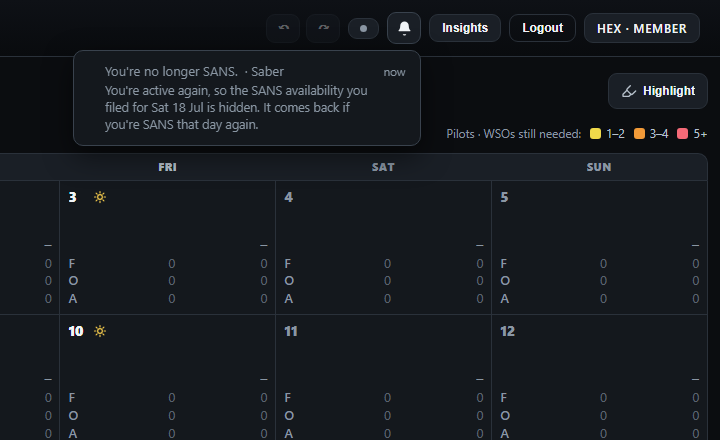 Insights
Logout
HEX · MEMBER
You're no longer SANS. · Saber now
You're active again, so the SANS availability you
filed for Sat 18 Jul is hidden. It comes back if
you're SANS that day again.
Highlight
Pilots · WSOs still needed: 1–2 3–4 5+
FRI SAT SUN
3 4 5
– – – –
0 F 0 0 F 0 0 F 0 0
0 O 0 0 O 0 0 O 0 0
0 A 0 0 A 0 0 A 0 0
10 11 12
– – – –
0 F 0 0 F 0 0 F 0 0
0 O 0 0 O 0 0 O 0 0
0 A 0 0 A 0 0 A 0 0